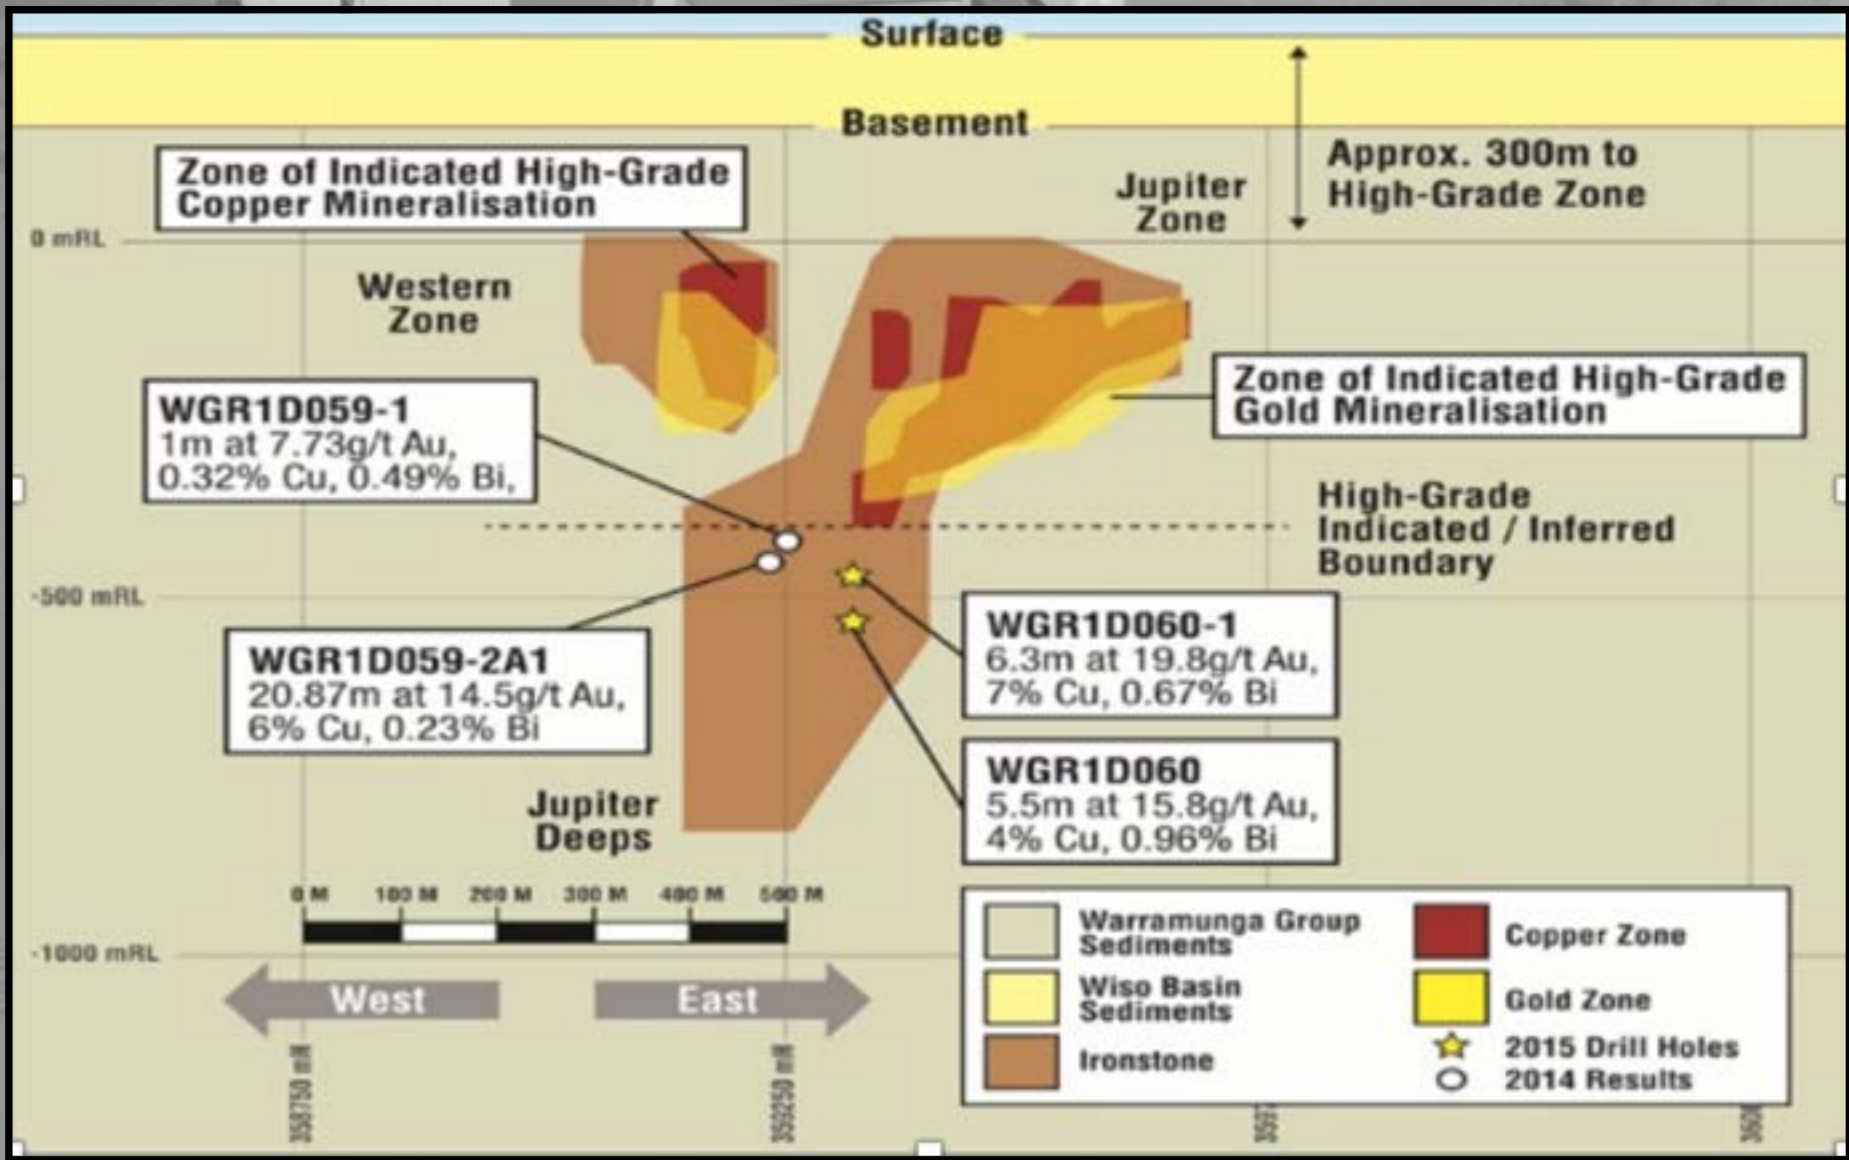 Surface
Basement
Approx. 300m to
High-Grade Zone
Zone of Indicated High-Grade
Copper Mineralisation
Jupiter
Zone
0 mRL
Western
Zone
Zone of Indicated High-Grade
Gold Mineralisation
WGR1D059-1
1m at 7.73g/t Au,
0.32% Cu, 0.49% Bi,
High-Grade
Indicated / Inferred
Boundary
-500 mRL
WGR1D060-1
6.3m at 19.8g/t Au,
7% Cu, 0.67% Bi
WGR1D059-2A1
20.87m at 14.5g/t Au,
6% Cu, 0.23% Bi
WGR1D060
5.5m at 15.8g/t Au,
4% Cu, 0.96% Bi
Jupiter
Deeps
0 M 100 M 200 M 300 M 400 M 500 M
-1000 mRL
West
East
Warramunga Group
Sediments
Wiso Basin
Sediments
Ironstone
Copper Zone
Gold Zone
2015 Drill Holes
2014 Results
358750 mN
359250 mN